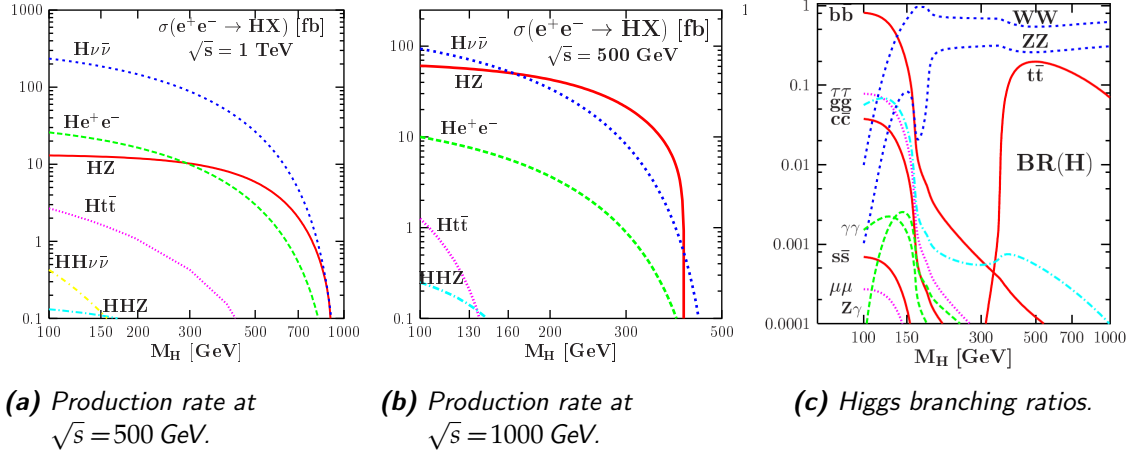 σ(e⁺e⁻ → HX) [fb]
√s = 1 TeV
1000
100
10
1
0.1
Hνν̄
He⁺e⁻
HZ
Htt̄
HHνν̄
HHZ
100 150 300 500 700 1000
M_H [GeV]
σ(e⁺e⁻ → HX) [fb]
√s = 500 GeV
1
100
10
1
0.1
Hνν̄
HZ
He⁺e⁻
Htt̄
HHZ
100 130 160 200 300 500
M_H [GeV]
1
0.1
0.01
0.001
0.0001
bb̄
WW
ZZ
tt̄
ττ
gg
cc̄
BR(H)
γγ
ss̄
μμ
Zγ
100 150 300 500 700 1000
M_H [GeV]
(a) Production rate at
√s = 500 GeV.
(b) Production rate at
√s = 1000 GeV.
(c) Higgs branching ratios.